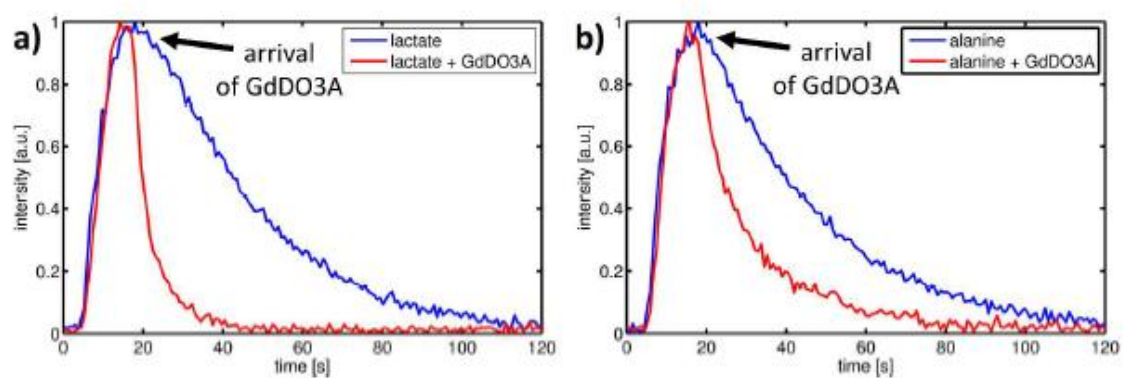 a)
1
0.8
0.6
0.4
0.2
0
intensity [a.u.]
0 20 40 60 80 100 120
time [s]
arrival
of GdDO3A
lactate
lactate + GdDO3A
b)
1
0.8
0.6
0.4
0.2
0
intensity [a.u.]
0 20 40 60 80 100 120
time [s]
arrival
of GdDO3A
alanine
alanine + GdDO3A